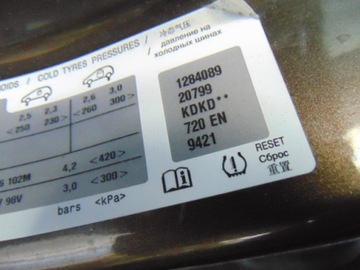 OIDS / COLD TYRES PRESSURES / 冷态气压
давление на
холодных шинах
2,5 2,3 2,6 3,0
<250 230> <260 300>
102M 4,2 <420>
98V 3,0 <300>
bars <kPa>
1284089
20799
KDKD**
720 EN
9421
RESET
Сброс
重置